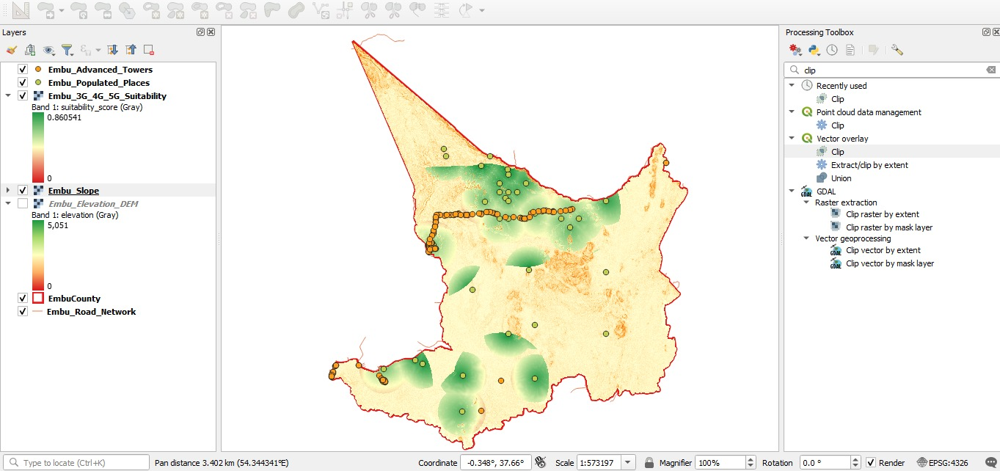 Layers
Embu_Advanced_Towers
Embu_Populated_Places
Embu_3G_4G_5G_Suitability
Band 1: suitability_score (Gray)
0.860541
0
Embu_Slope
Embu_Elevation_DEM
Band 1: elevation (Gray)
5,051
0
EmbuCounty
Embu_Road_Network
Processing Toolbox
clip
Recently used
Clip
Point cloud data management
Clip
Vector overlay
Clip
Extract/clip by extent
Union
GDAL
Raster extraction
Clip raster by extent
Clip raster by mask layer
Vector geoprocessing
GDAL Clip vector by extent
GDAL Clip vector by mask layer
Type to locate (Ctrl+K) Pan distance 3.402 km (54.344341°E) Coordinate -0.348°, 37.66° Scale 1:573197 Magnifier 100% Rotation 0.0 ° Render EPSG:4326